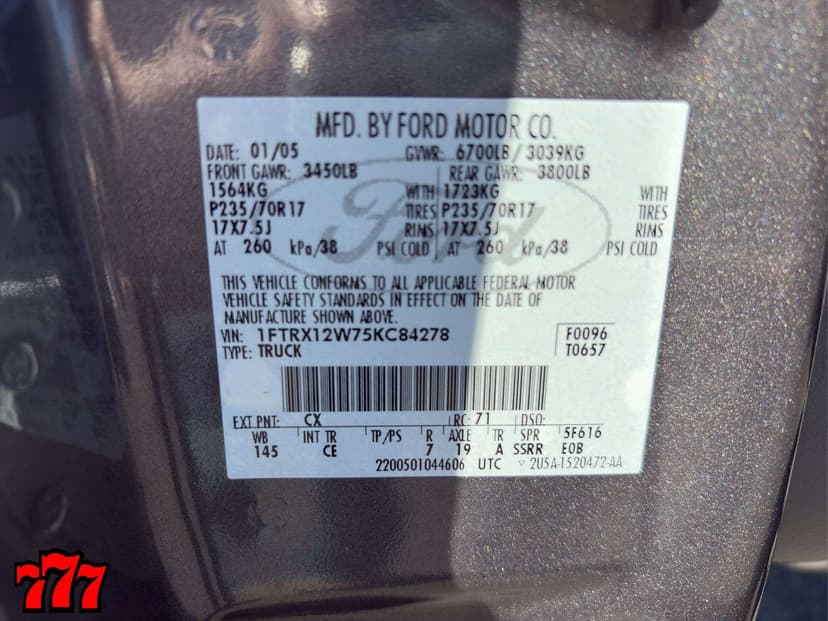 MFD. BY FORD MOTOR CO.
DATE: 01/05 GVWR: 6700LB / 3039KG
FRONT GAWR: 3450LB REAR GAWR: 3800LB
1564KG WITH 1723KG WITH
P235/70R17 TIRES P235/70R17 TIRES
17X7.5J RIMS 17X7.5J RIMS
AT 260 kPa/38 PSI COLD AT 260 kPa/38 PSI COLD
Ford
THIS VEHICLE CONFORMS TO ALL APPLICABLE FEDERAL MOTOR
VEHICLE SAFETY STANDARDS IN EFFECT ON THE DATE OF
MANUFACTURE SHOWN ABOVE.
VIN: 1FTRX12W75KC84278 F0096
TYPE: TRUCK T0657
EXT PNT: CX RC: 71 DSO:
WB INT TR TP/PS R AXLE TR SPR 5F616
145 CE 7 19 A SSRR E0B
2200501044606 UTC 2U5A-1520472-AA
777